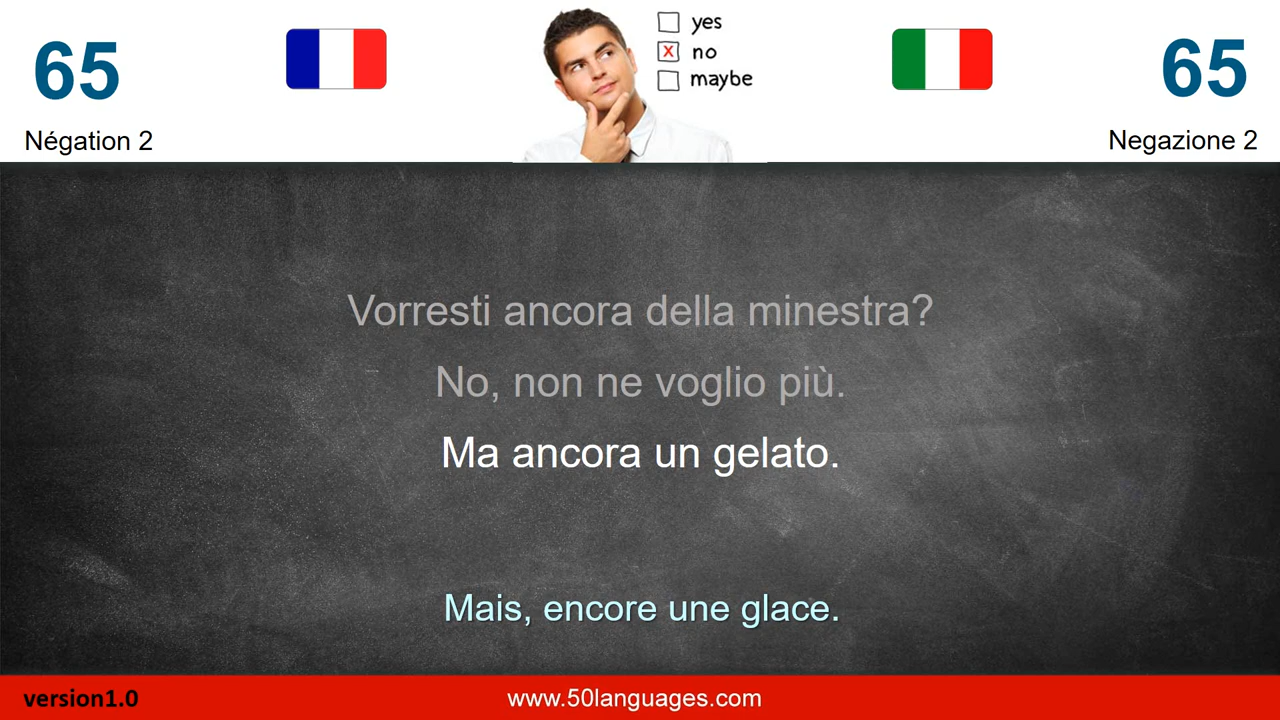 65
Négation 2
yes
x no
maybe
65
Negazione 2
Vorresti ancora della minestra?
No, non ne voglio più.
Ma ancora un gelato.
Mais, encore une glace.
version1.0
www.50languages.com